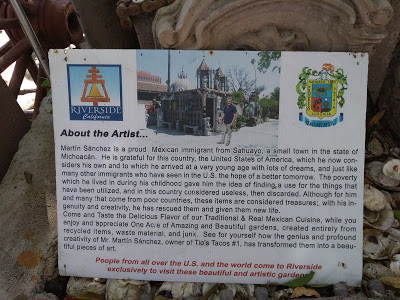 RIVERSIDE
California
About the Artist...
Martín Sánchez is a proud Mexican immigrant from Sahuayo, a small town in the state of
Michoacán. He is grateful for this country, the United States of America, which he now con-
siders his own and to which he arrived at a very young age with lots of dreams, and just like
many other immigrants who have seen in the U.S. the hope of a better tomorrow. The poverty
which he lived in during his childhood gave him the idea of finding a use for the things that
have been utilized, and in this country considered useless, then discarded. Although for him
and many that come from poor countries, these items are considered treasures; with his in-
genuity and creativity, he has rescued them and given them new life.
Come and Taste the Delicious Flavor of our Traditional & Real Mexican Cuisine, while you
enjoy and appreciate One Acre of Amazing and Beautiful gardens, created entirely from
recycled items, waste material, and junk. See for yourself how the genius and profound
creativity of Mr. Martín Sánchez, owner of Tio's Tacos #1, has transformed them into a beau-
tiful pieces of art.
People from all over the U.S. and the world come to Riverside
exclusively to visit these beautiful and artistic gardens